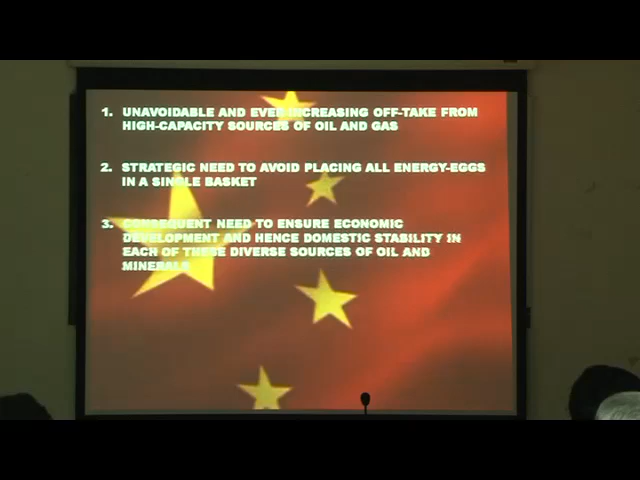 1. UNAVOIDABLE AND EVER INCREASING OFF-TAKE FROM
HIGH-CAPACITY SOURCES OF OIL AND GAS
2. STRATEGIC NEED TO AVOID PLACING ALL ENERGY-EGGS
IN A SINGLE BASKET
3. CONSEQUENT NEED TO ENSURE ECONOMIC
DEVELOPMENT AND HENCE DOMESTIC STABILITY IN
EACH OF THESE DIVERSE SOURCES OF OIL AND
MINERALS